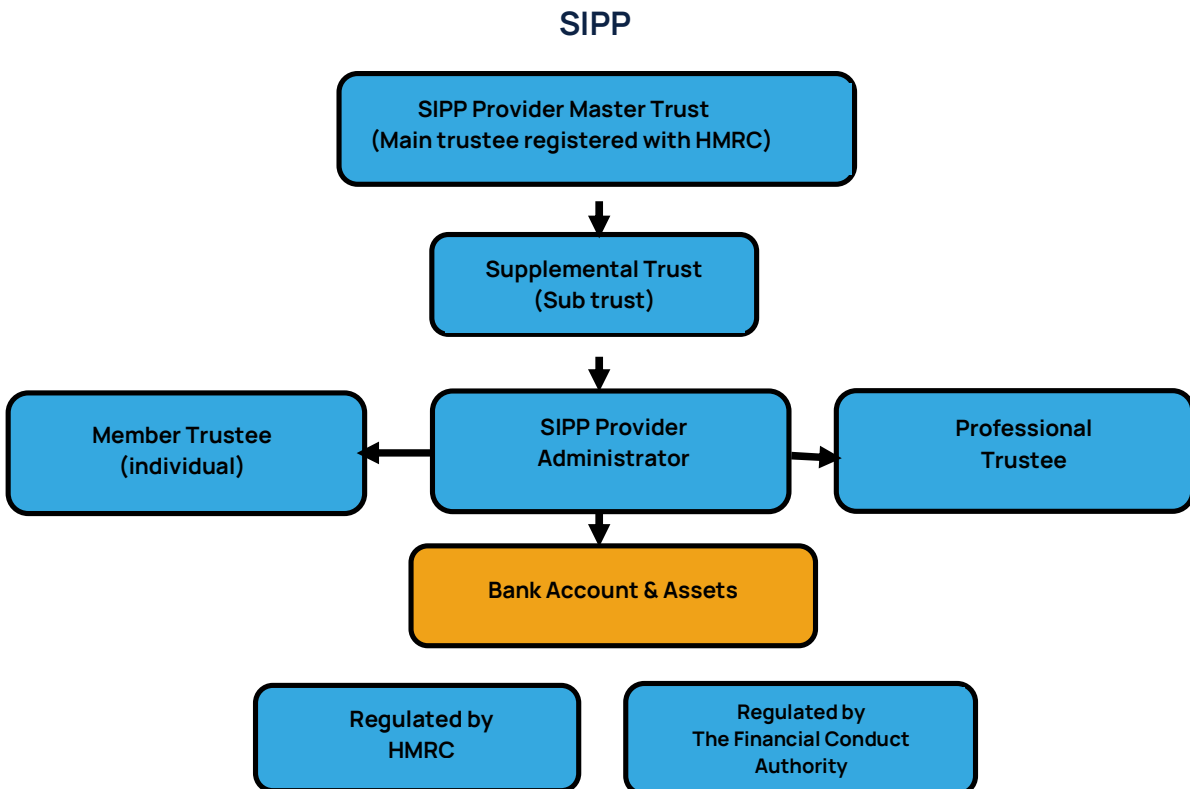 SIPP
SIPP Provider Master Trust
(Main trustee registered with HMRC)
Supplemental Trust
(Sub trust)
Member Trustee
(individual)
SIPP Provider
Administrator
Professional
Trustee
Bank Account & Assets
Regulated by
HMRC
Regulated by
The Financial Conduct
Authority